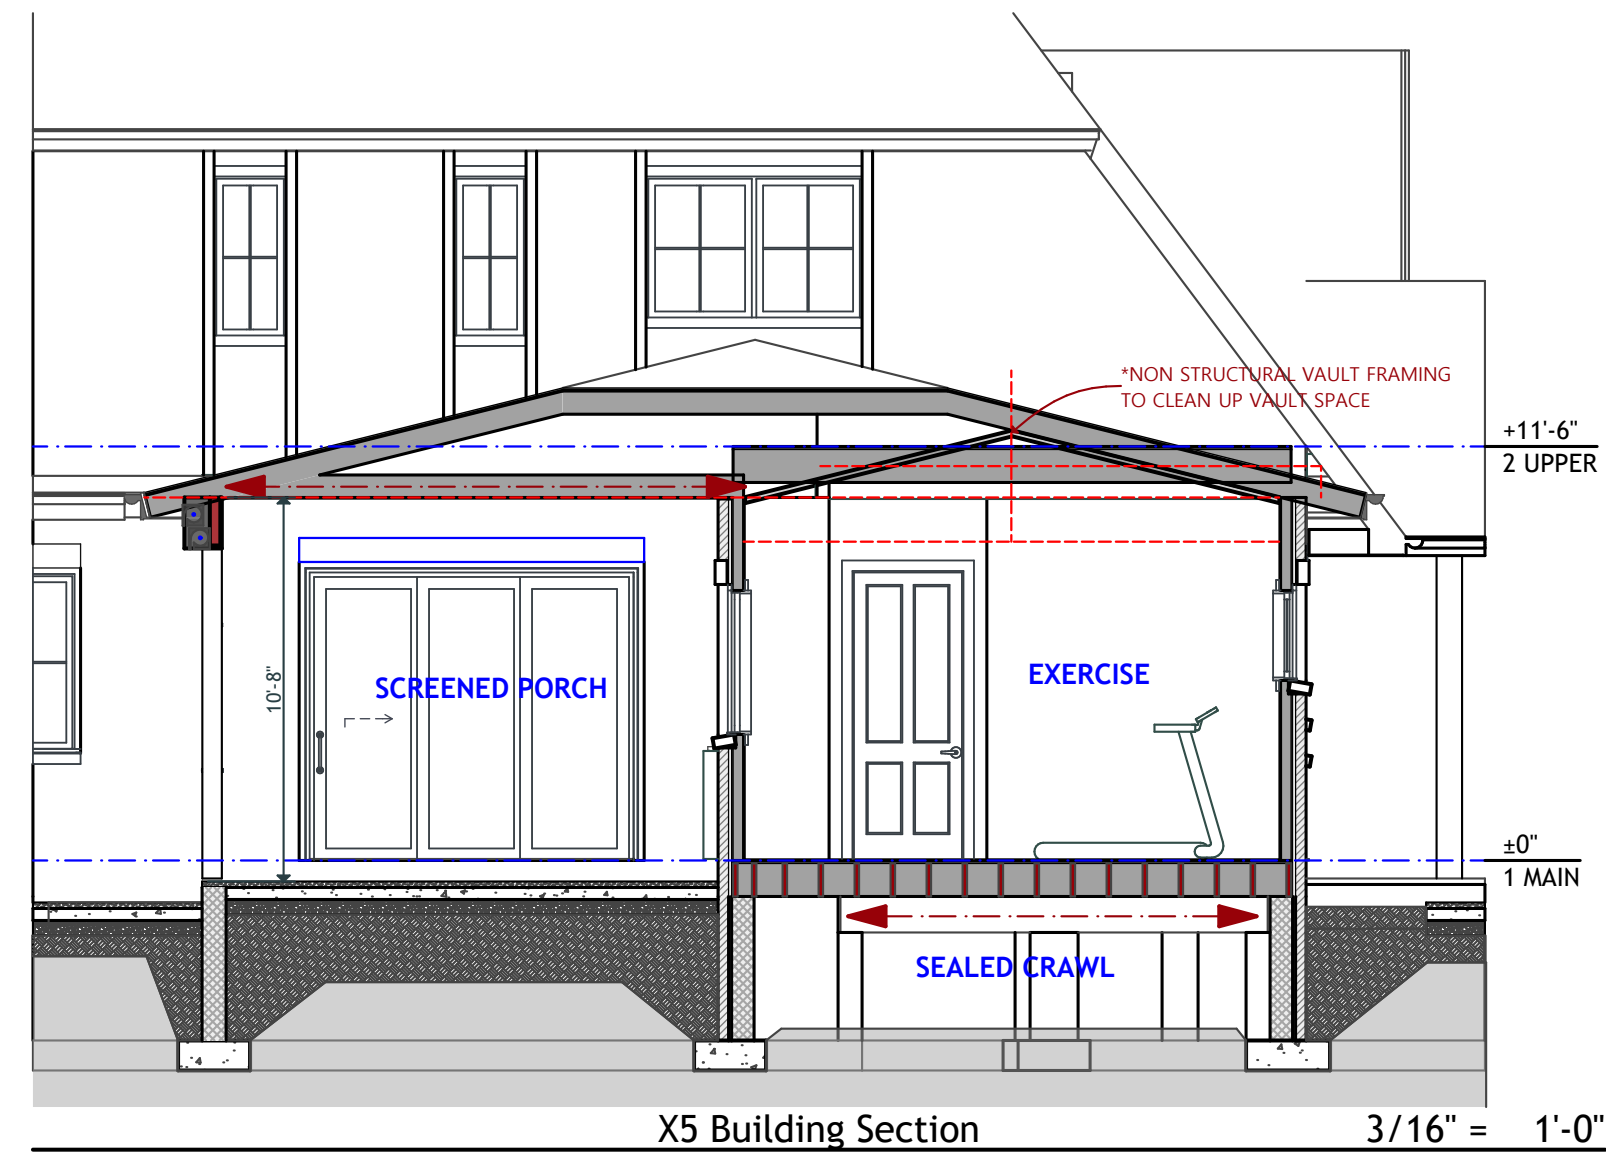 *NON STRUCTURAL VAULT FRAMING
TO CLEAN UP VAULT SPACE
+11'-6"
2 UPPER
10'-8"
SCREENED PORCH
EXERCISE
±0"
1 MAIN
SEALED CRAWL
X5 Building Section
3/16" = 1'-0"